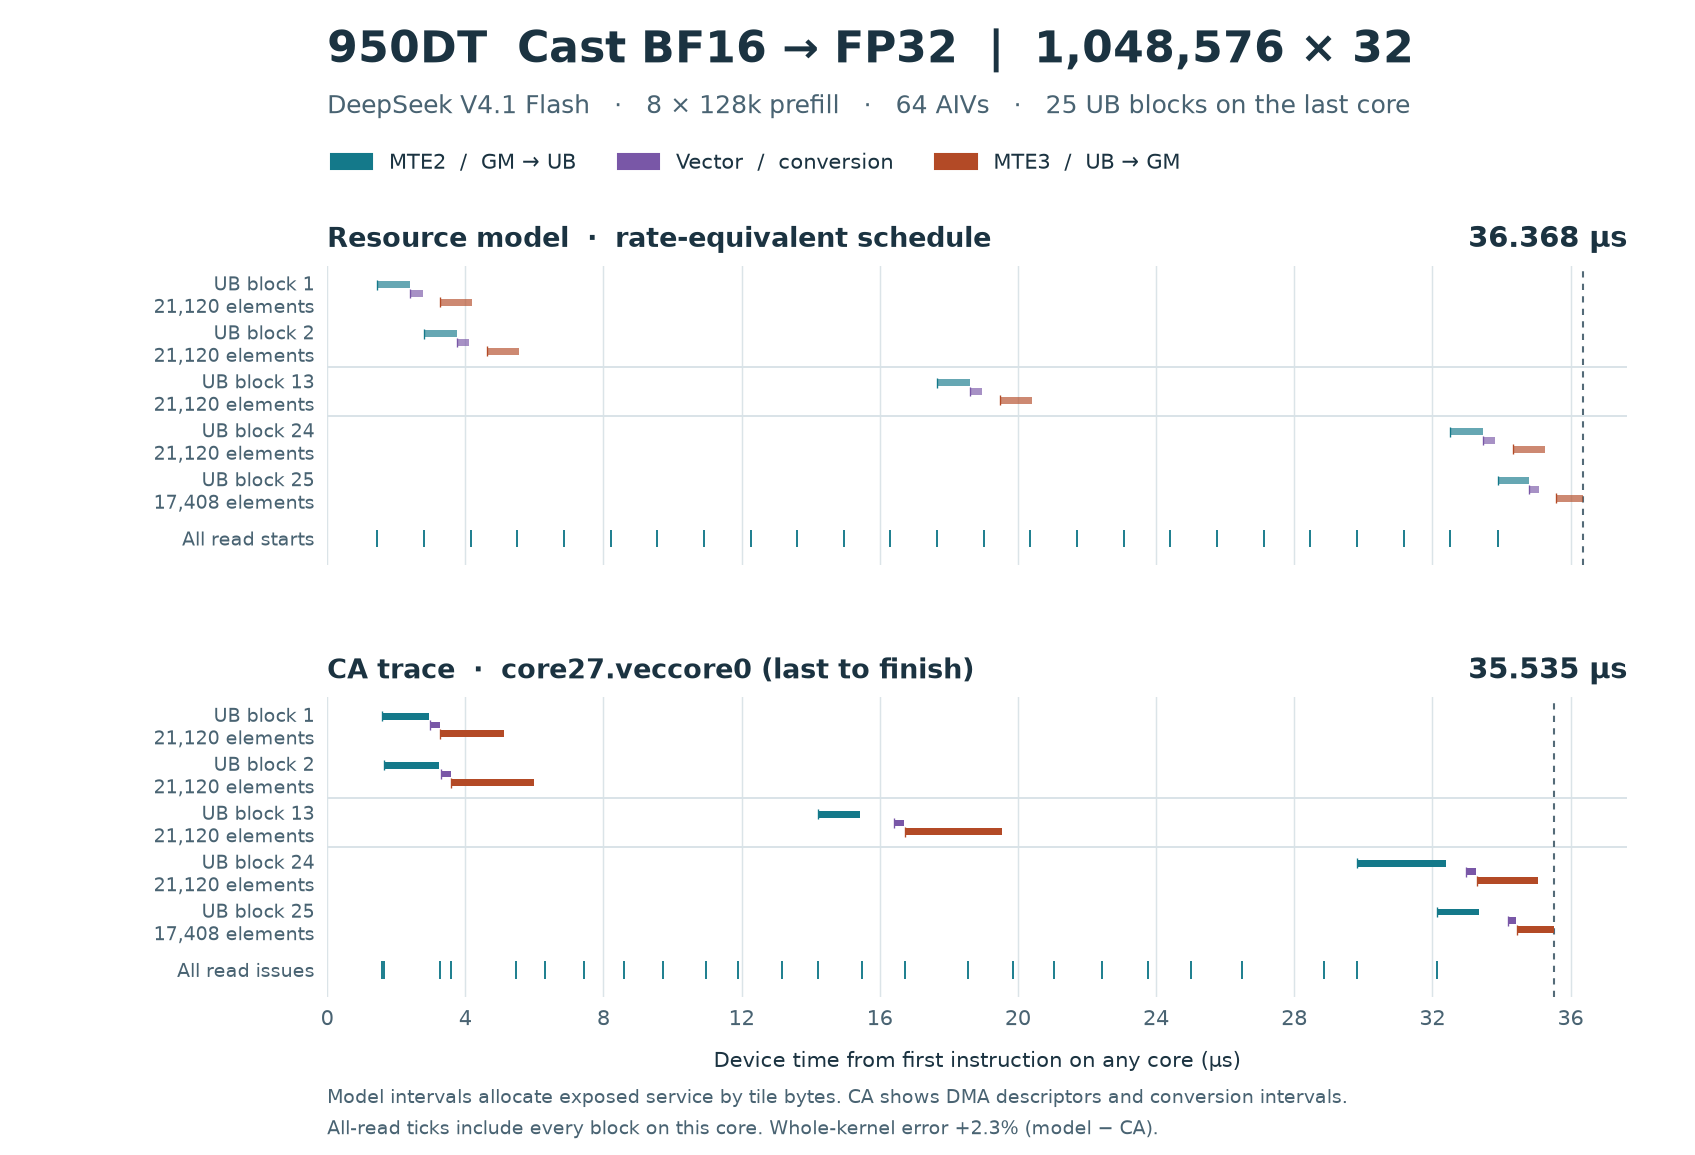 950DT Cast BF16 → FP32 | 1,048,576 × 32
DeepSeek V4.1 Flash · 8 × 128k prefill · 64 AIVs · 25 UB blocks on the last core
MTE2 / GM → UB Vector / conversion MTE3 / UB → GM
Resource model · rate-equivalent schedule 36.368 µs
UB block 1
21,120 elements
UB block 2
21,120 elements
UB block 13
21,120 elements
UB block 24
21,120 elements
UB block 25
17,408 elements
All read starts
CA trace · core27.veccore0 (last to finish) 35.535 µs
UB block 1
21,120 elements
UB block 2
21,120 elements
UB block 13
21,120 elements
UB block 24
21,120 elements
UB block 25
17,408 elements
All read issues
0 4 8 12 16 20 24 28 32 36
Device time from first instruction on any core (µs)
Model intervals allocate exposed service by tile bytes. CA shows DMA descriptors and conversion intervals.
All-read ticks include every block on this core. Whole-kernel error +2.3% (model − CA).